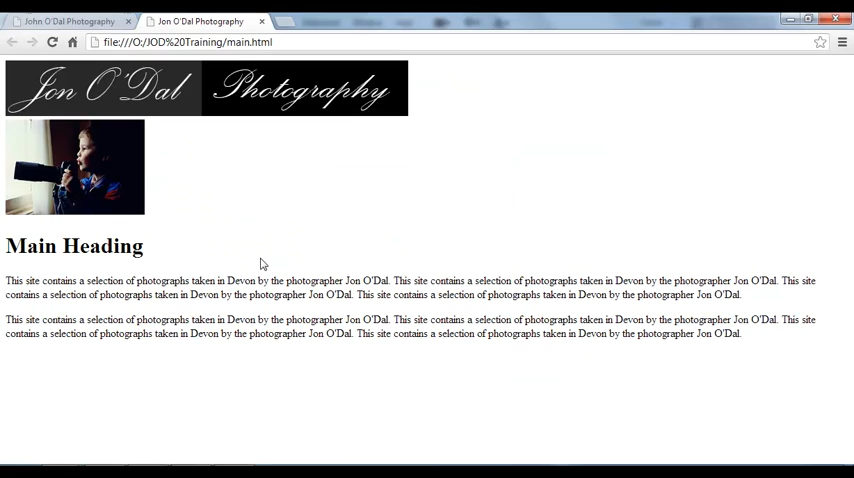 John O'Dal Photography
Jon O'Dal Photography
file:///O:/JOD%20Training/main.html
Jon O'Dal Photography
Main Heading
This site contains a selection of photographs taken in Devon by the photographer Jon O'Dal. This site contains a selection of photographs taken in Devon by the photographer Jon O'Dal. This site
contains a selection of photographs taken in Devon by the photographer Jon O'Dal. This site contains a selection of photographs taken in Devon by the photographer Jon O'Dal.
This site contains a selection of photographs taken in Devon by the photographer Jon O'Dal. This site contains a selection of photographs taken in Devon by the photographer Jon O'Dal. This site
contains a selection of photographs taken in Devon by the photographer Jon O'Dal. This site contains a selection of photographs taken in Devon by the photographer Jon O'Dal.